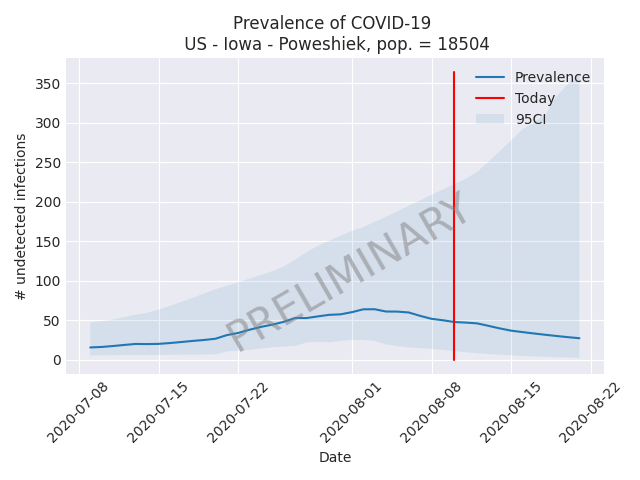 Prevalence of COVID-19
US - Iowa - Poweshiek, pop. = 18504
Prevalence
Today
95CI
350
300
250
200
150
100
50
0
# undetected infections
PRELIMINARY
2020-07-08
2020-07-15
2020-07-22
2020-08-01
2020-08-08
2020-08-15
2020-08-22
Date